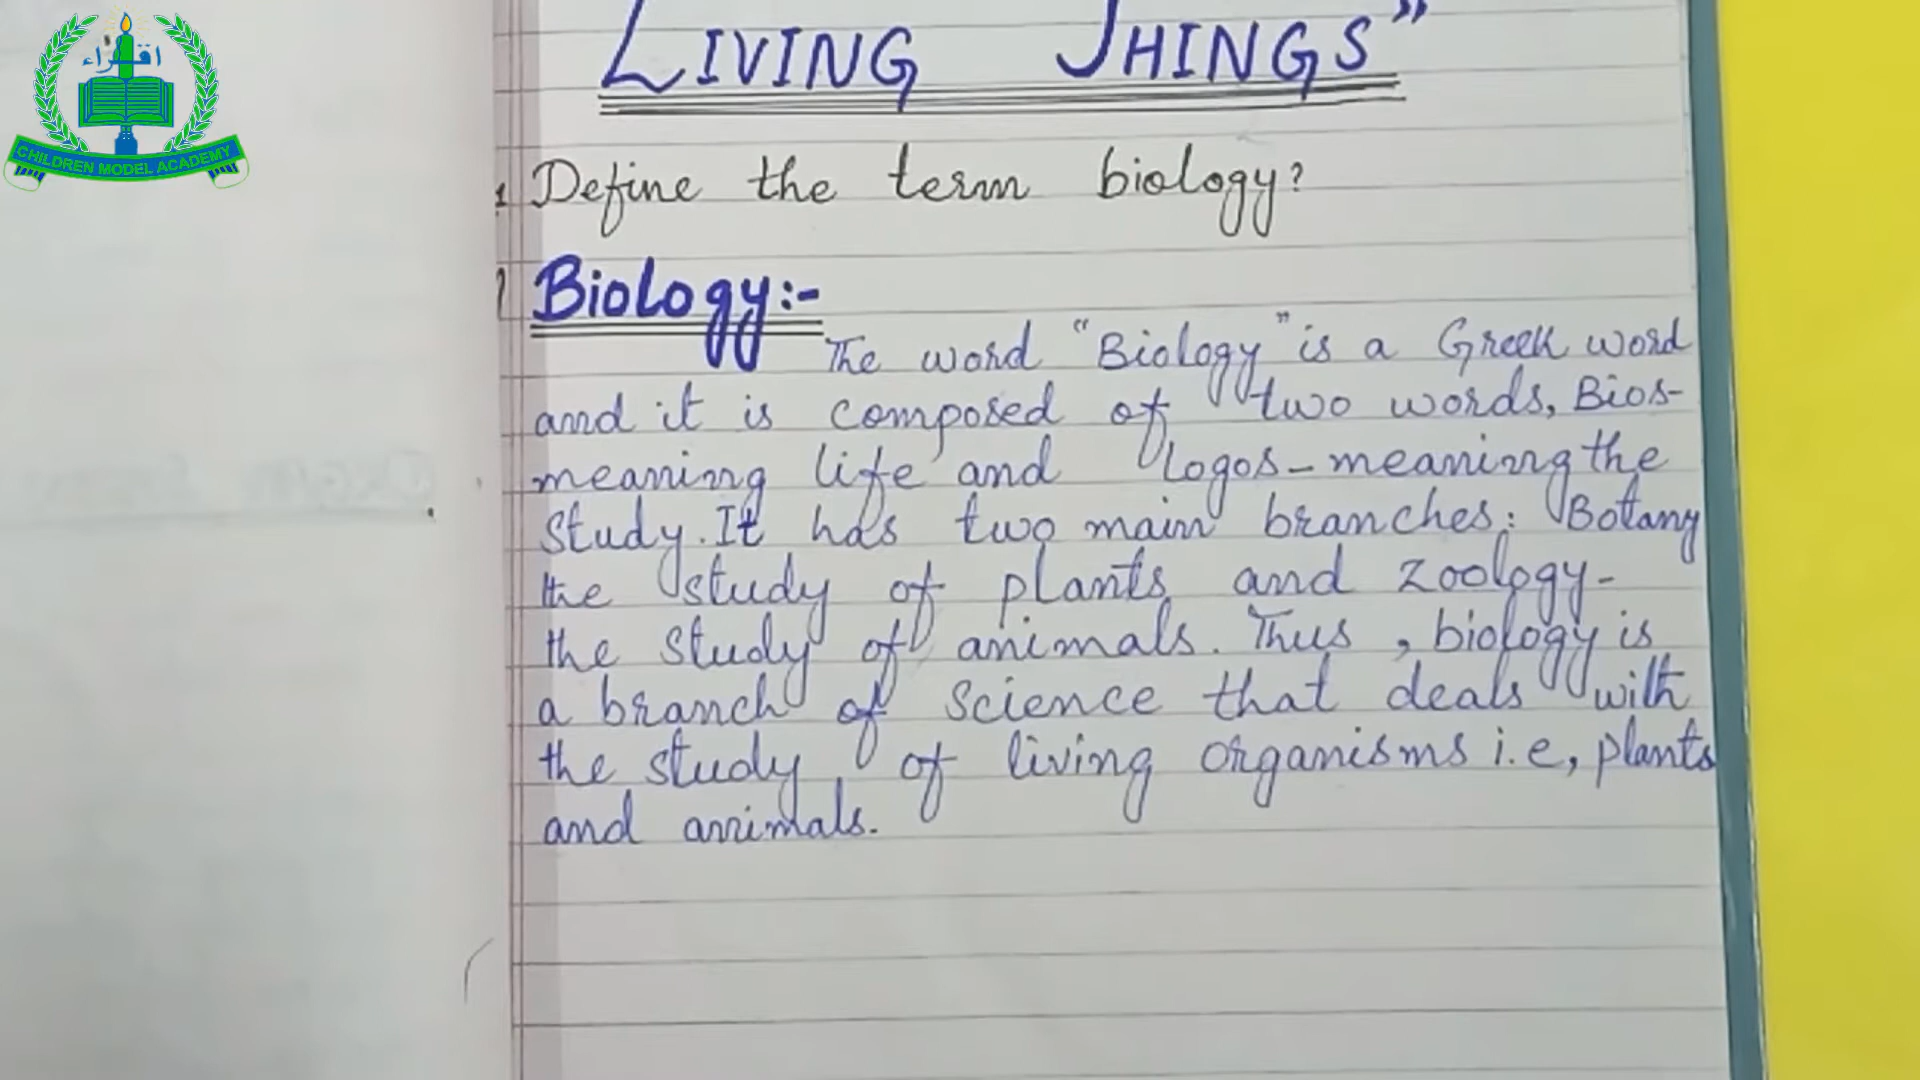 اقراء
CHILDREN MODEL ACADEMY
LIVING THINGS”
1 Define the term biology?
Biology:-
The word “Biology” is a Greek word
and it is composed of two words, Bios-
meaning life and logos-meaning the
study. It has two main branches: Botany
the study of plants and zoology-
the study of animals. Thus, biology is
a branch of science that deals with
the study of living organisms i.e, plants
and animals.